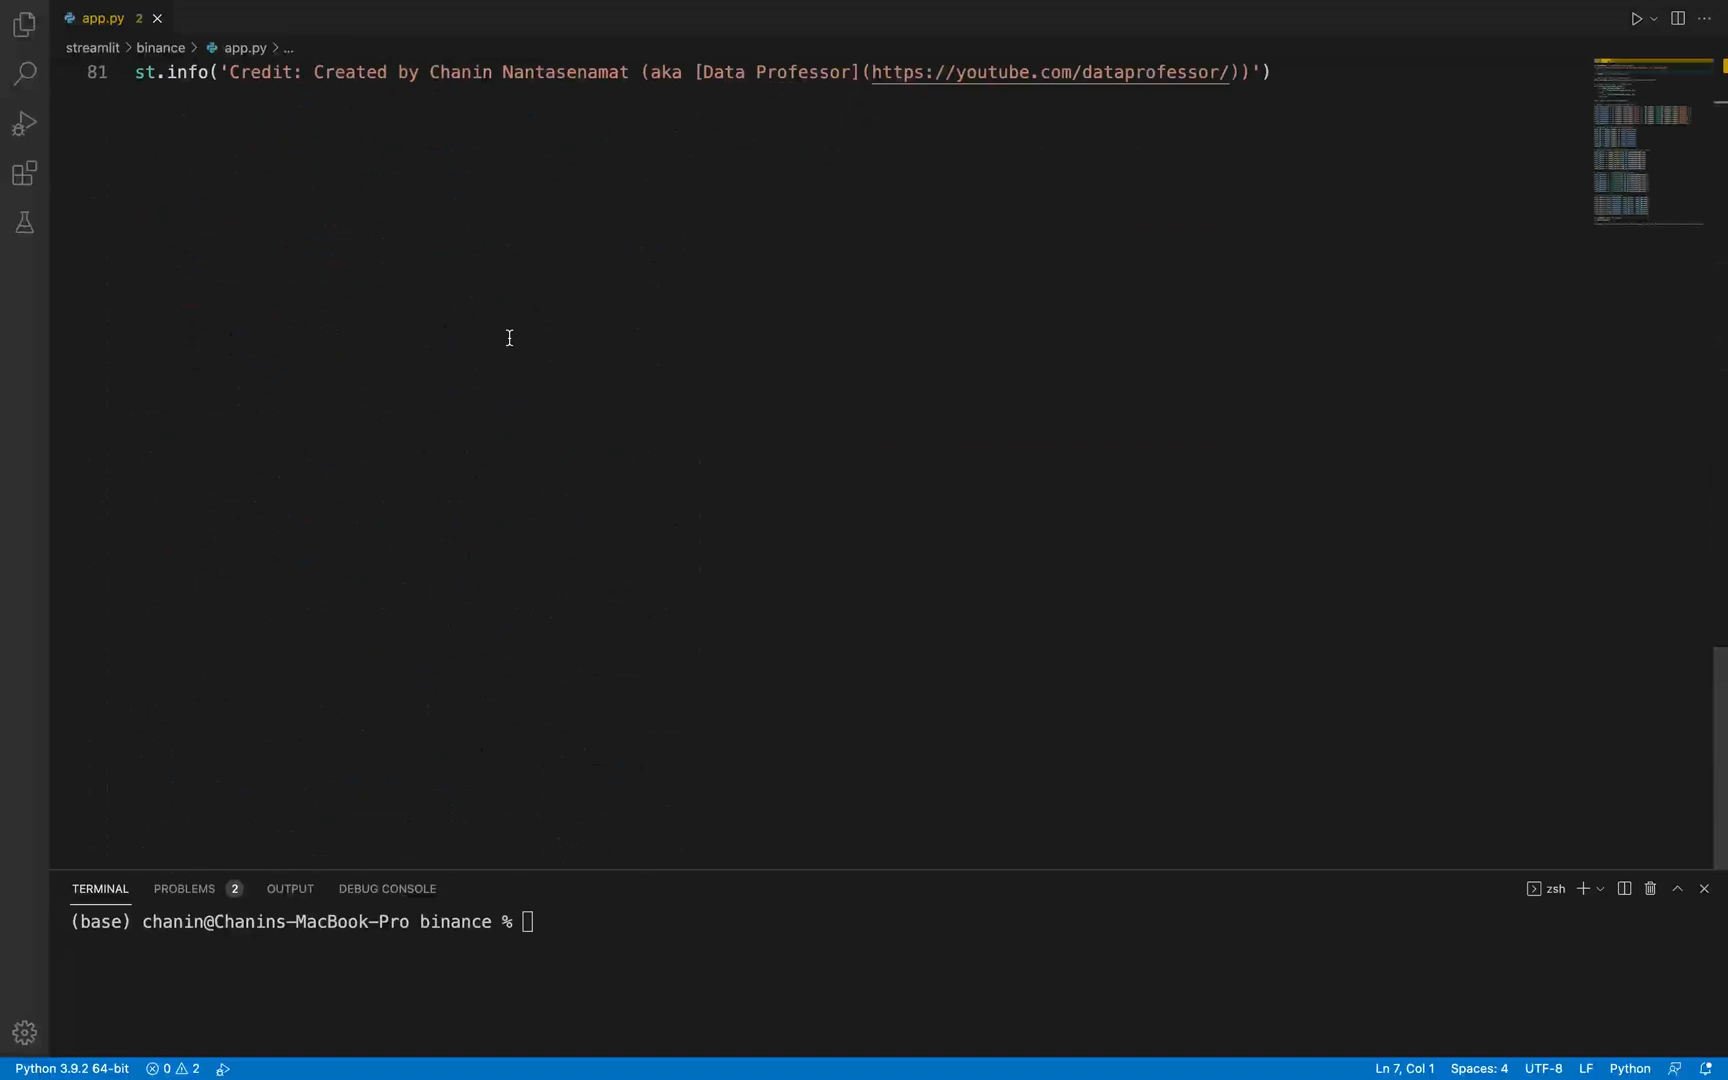 app.py 2
streamlit > binance > app.py > ...
81 st.info('Credit: Created by Chanin Nantasenamat (aka [Data Professor](https://youtube.com/dataprofessor/))')
TERMINAL PROBLEMS 2 OUTPUT DEBUG CONSOLE zsh
(base) chanin@Chanins-MacBook-Pro binance %
Python 3.9.2 64-bit 0 2 Ln 7, Col 1 Spaces: 4 UTF-8 LF Python